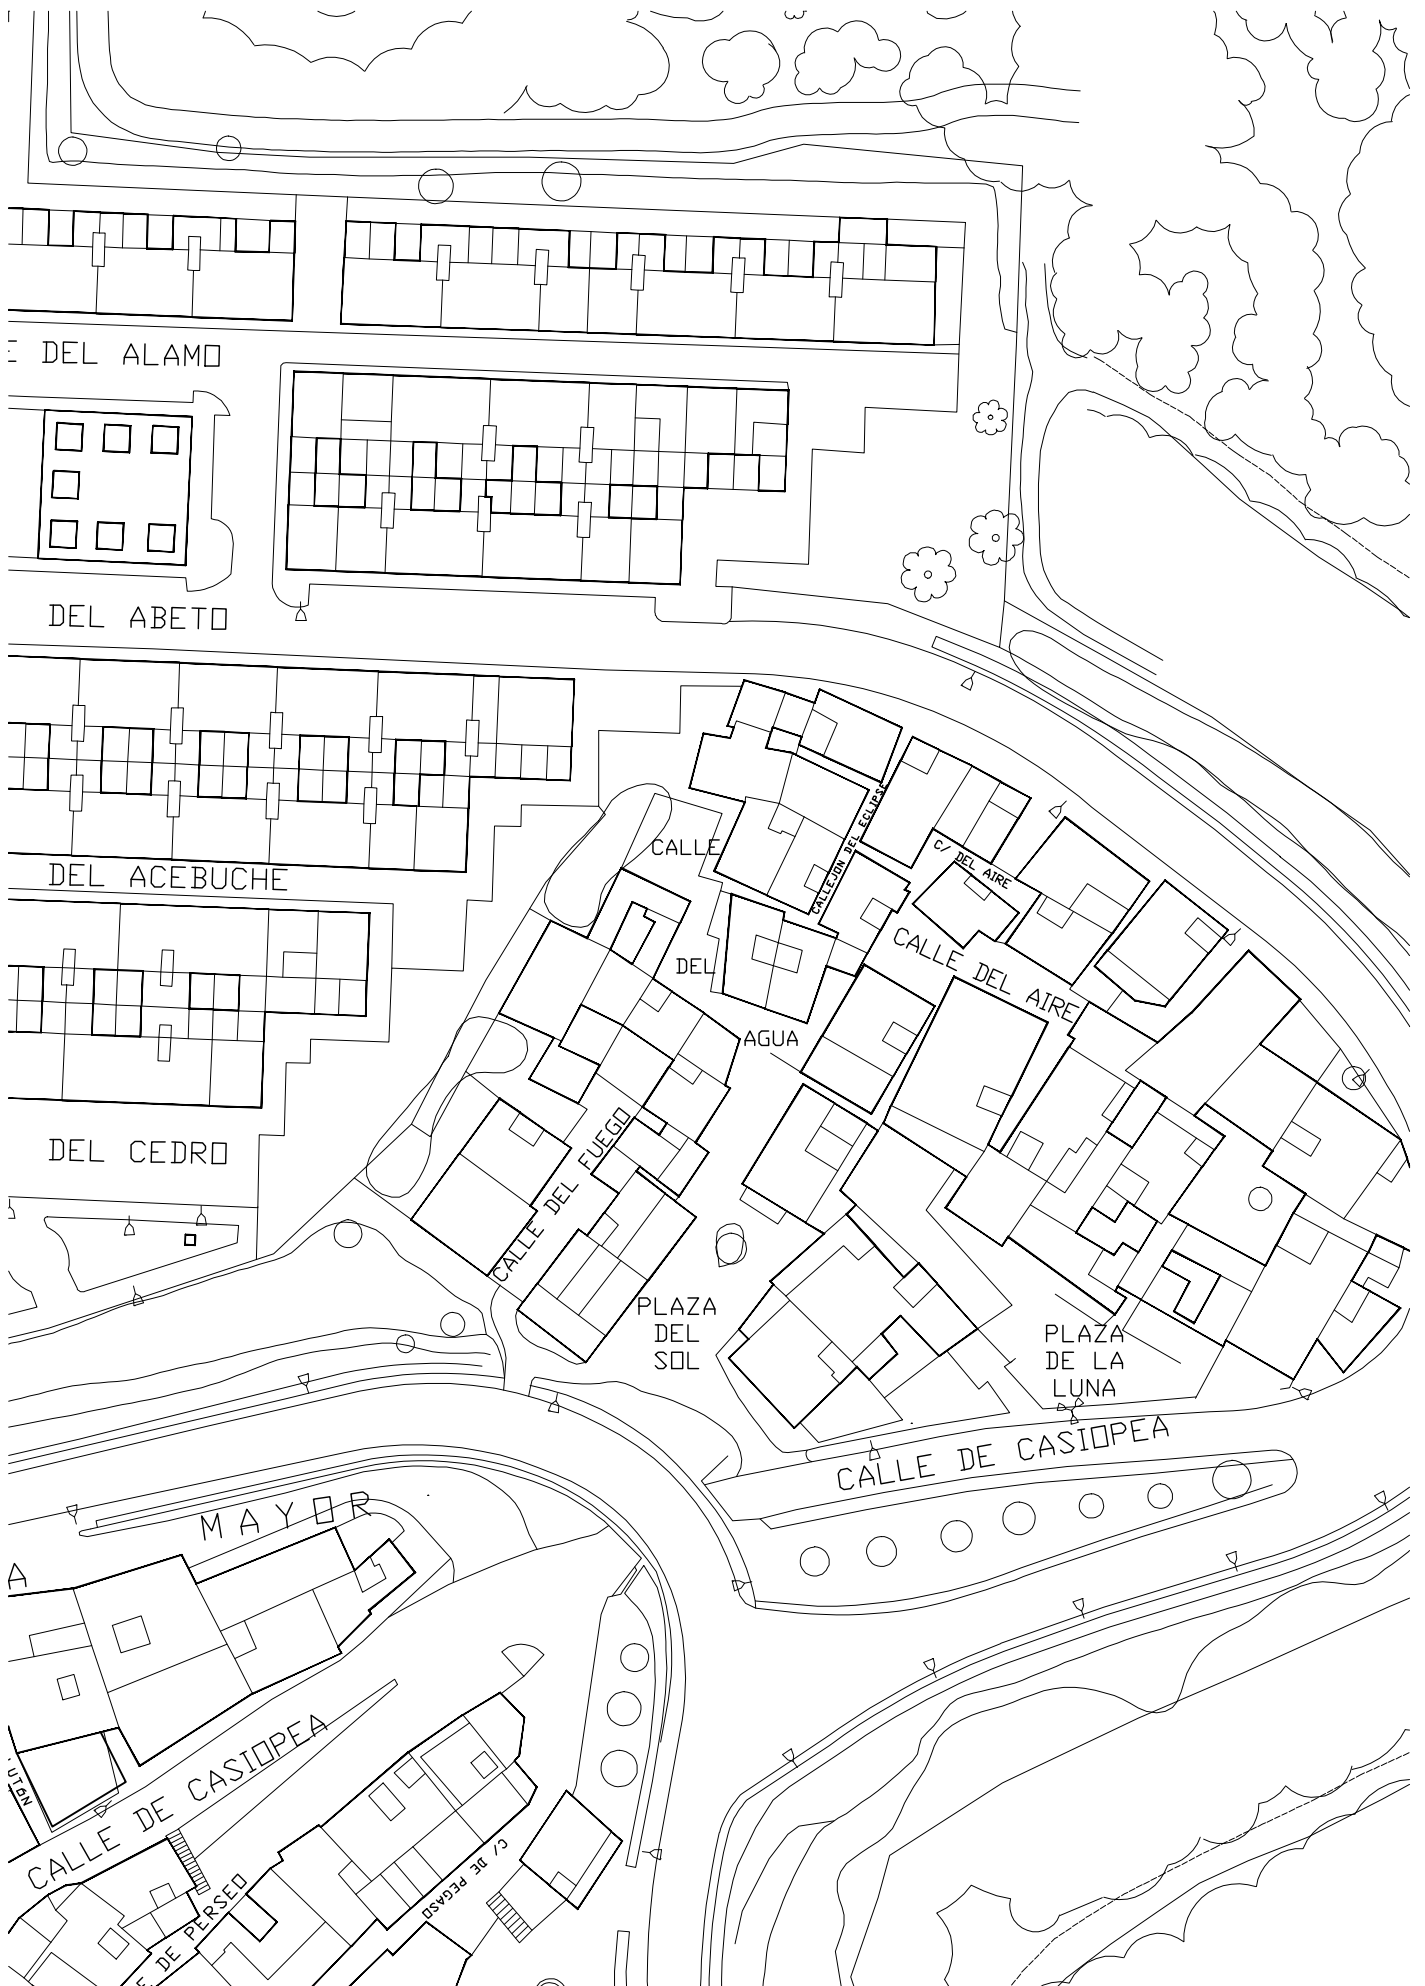 E DEL ALAMO
DEL ABETO
DEL ACEBUCHE
DEL CEDRO
CALLE
DEL
AGUA
CALLEJON DEL ECLIPSE
C/ DEL AIRE
CALLE DEL AIRE
CALLE DEL FUEGO
PLAZA
DEL
SOL
PLAZA
DE LA
LUNA
CALLE DE CASIOPEA
MAYOR
A
CALLE DE CASIOPEA
E DE PERSEO
C/ DE PEGASO